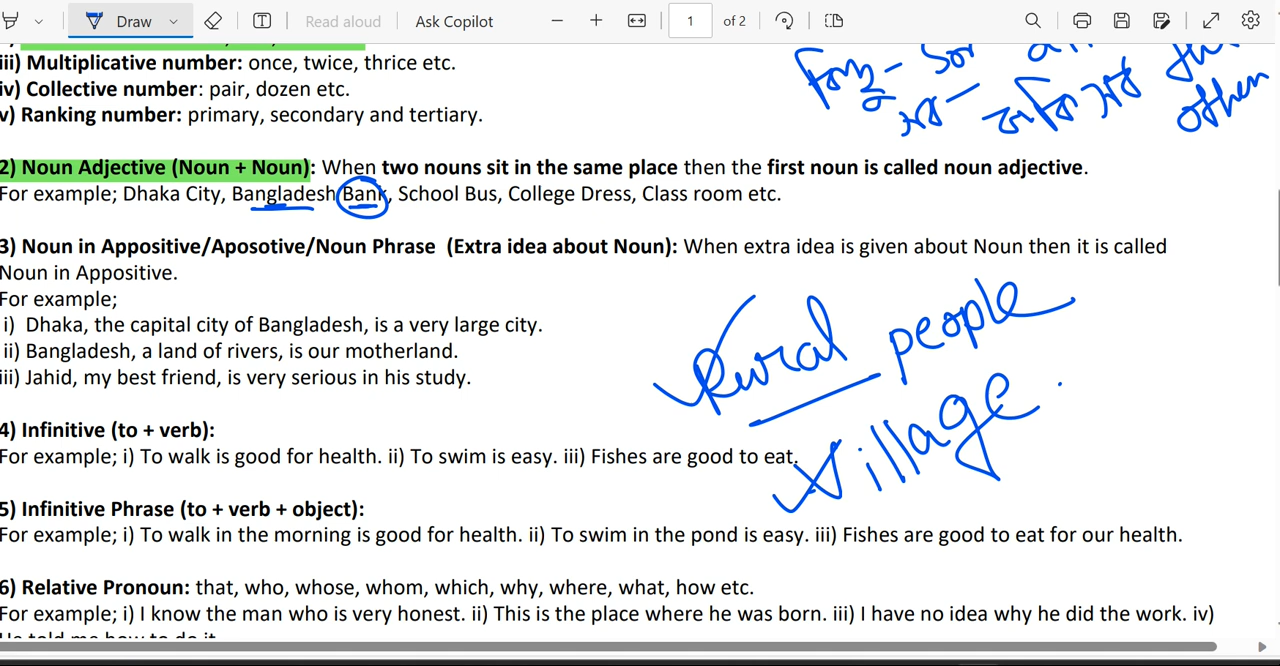 Draw
Read aloud
Ask Copilot
1
of 2
iii) Multiplicative number: once, twice, thrice etc.
iv) Collective number: pair, dozen etc.
v) Ranking number: primary, secondary and tertiary.
other
2) Noun Adjective (Noun + Noun): When two nouns sit in the same place then the first noun is called noun adjective.
For example; Dhaka City, Bangladesh Bank, School Bus, College Dress, Class room etc.
3) Noun in Appositive/Aposotive/Noun Phrase (Extra idea about Noun): When extra idea is given about Noun then it is called
Noun in Appositive.
For example;
i) Dhaka, the capital city of Bangladesh, is a very large city.
ii) Bangladesh, a land of rivers, is our motherland.
iii) Jahid, my best friend, is very serious in his study.
Rural people
Village
4) Infinitive (to + verb):
For example; i) To walk is good for health. ii) To swim is easy. iii) Fishes are good to eat.
5) Infinitive Phrase (to + verb + object):
For example; i) To walk in the morning is good for health. ii) To swim in the pond is easy. iii) Fishes are good to eat for our health.
6) Relative Pronoun: that, who, whose, whom, which, why, where, what, how etc.
For example; i) I know the man who is very honest. ii) This is the place where he was born. iii) I have no idea why he did the work. iv)
He told me how to do it